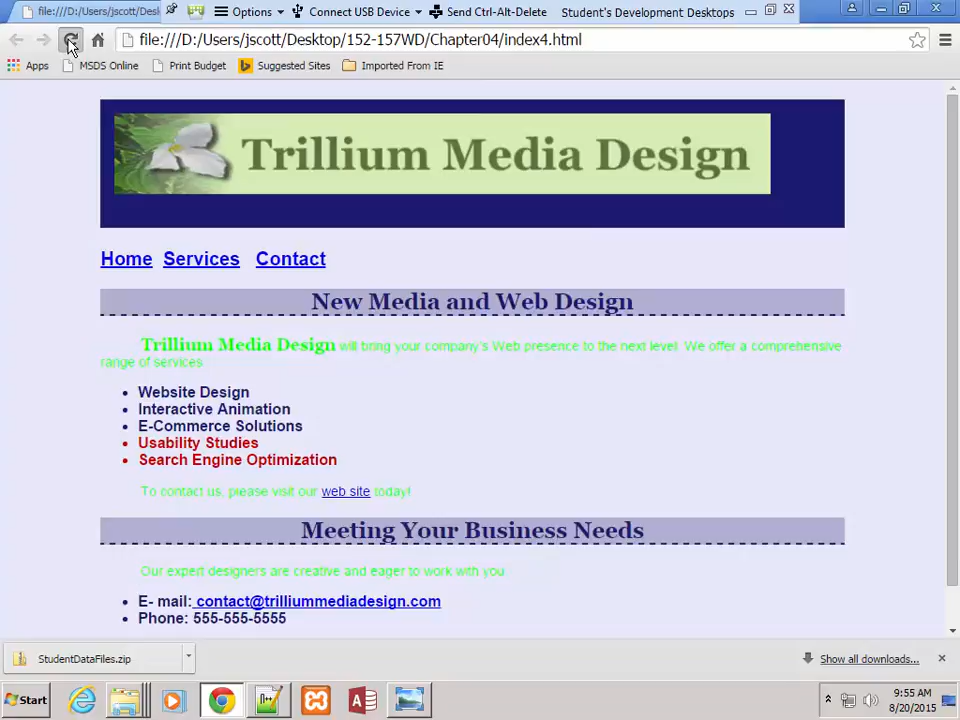 file:///D:/Users/jscott/Desk
Options
Connect USB Device
Send Ctrl-Alt-Delete
Student's Development Desktops
file:///D:/Users/jscott/Desktop/152-157WD/Chapter04/index4.html
Apps
MSDS Online
Print Budget
Suggested Sites
Imported From IE
Trillium Media Design
Home Services Contact
New Media and Web Design
Trillium Media Design will bring your company's Web presence to the next level. We offer a comprehensive
range of services.
• Website Design
• Interactive Animation
• E-Commerce Solutions
• Usability Studies
• Search Engine Optimization
To contact us, please visit our web site today!
Meeting Your Business Needs
Our expert designers are creative and eager to work with you.
• E- mail: contact@trilliummediadesign.com
• Phone: 555-555-5555
StudentDataFiles.zip
Show all downloads...
Start
9:55 AM
8/20/2015